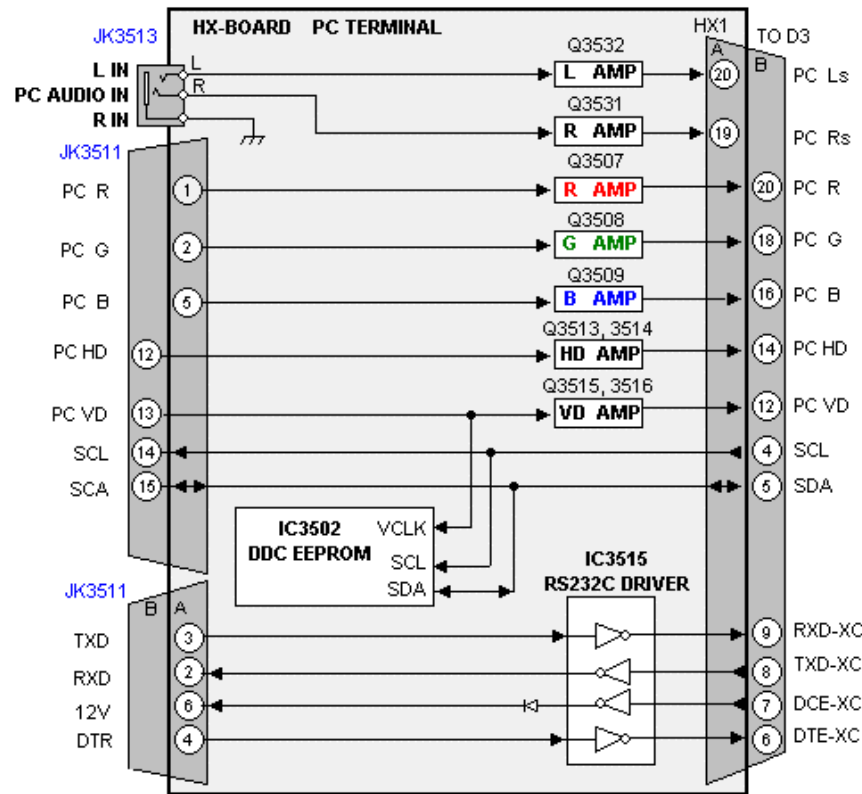 HX-BOARD PC TERMINAL
HX1
TO D3
JK3513
A
B
L IN
L
PC AUDIO IN
R
R IN
Q3532
L AMP
20
PC Ls
Q3531
R AMP
19
PC Rs
JK3511
PC R
1
Q3507
R AMP
20
PC R
PC G
2
Q3508
G AMP
18
PC G
PC B
5
Q3509
B AMP
16
PC B
PC HD
12
Q3513, 3514
HD AMP
14
PC HD
PC VD
13
Q3515, 3516
VD AMP
12
PC VD
SCL
14
4
SCL
SCA
15
5
SDA
IC3502
DDC EEPROM
VCLK
SCL
SDA
IC3515
RS232C DRIVER
JK3511
B
A
TXD
3
9
RXD-XC
RXD
2
8
TXD-XC
12V
6
7
DCE-XC
DTR
4
6
DTE-XC